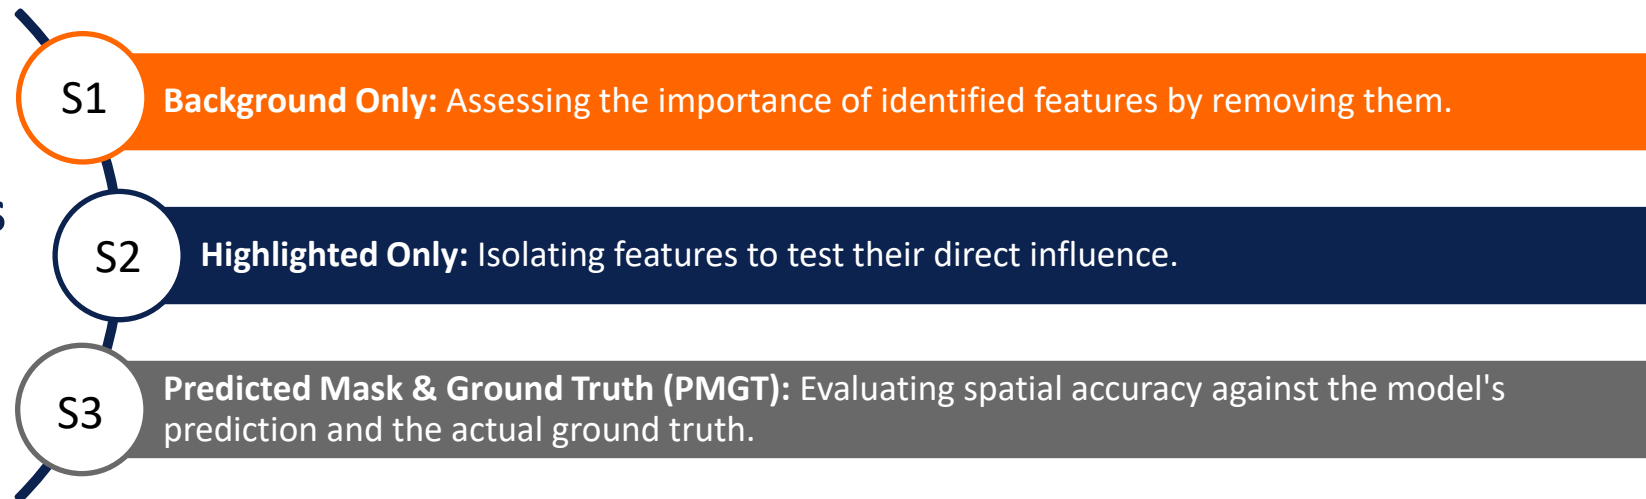 S1
Background Only: Assessing the importance of identified features by removing them.
S2
Highlighted Only: Isolating features to test their direct influence.
S3
Predicted Mask & Ground Truth (PMGT): Evaluating spatial accuracy against the model's
prediction and the actual ground truth.